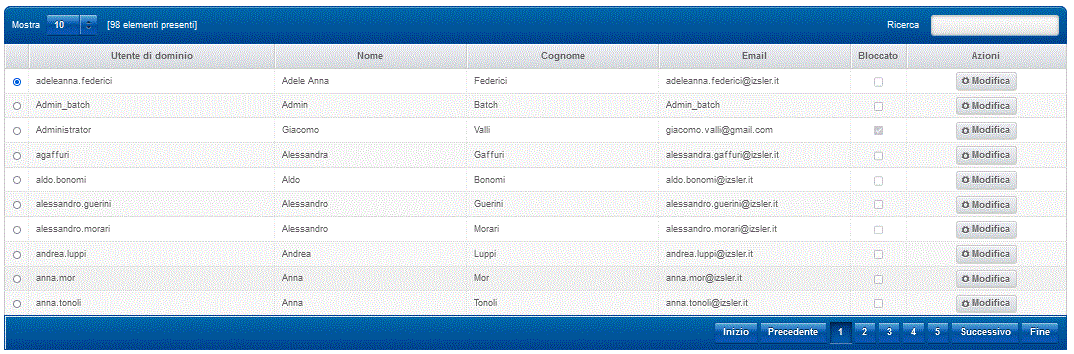 Mostra 10 [98 elementi presenti] Ricerca
Utente di dominio Nome Cognome Email Bloccato Azioni
adeleanna.federici Adele Anna Federici adeleanna.federici@izsler.it Modifica
Admin_batch Admin Batch Admin_batch Modifica
Administrator Giacomo Valli giacomo.valli@gmail.com Modifica
agaffuri Alessandra Gaffuri alessandra.gaffuri@izsler.it Modifica
aldo.bonomi Aldo Bonomi aldo.bonomi@izsler.it Modifica
alessandro.guerini Alessandro Guerini alessandro.guerini@izsler.it Modifica
alessandro.morari Alessandro Morari alessandro.morari@izsler.it Modifica
andrea.luppi Andrea Luppi andrea.luppi@izsler.it Modifica
anna.mor Anna Mor anna.mor@izsler.it Modifica
anna.tonoli Anna Tonoli anna.tonoli@izsler.it Modifica
Inizio Precedente 1 2 3 4 5 Successivo Fine